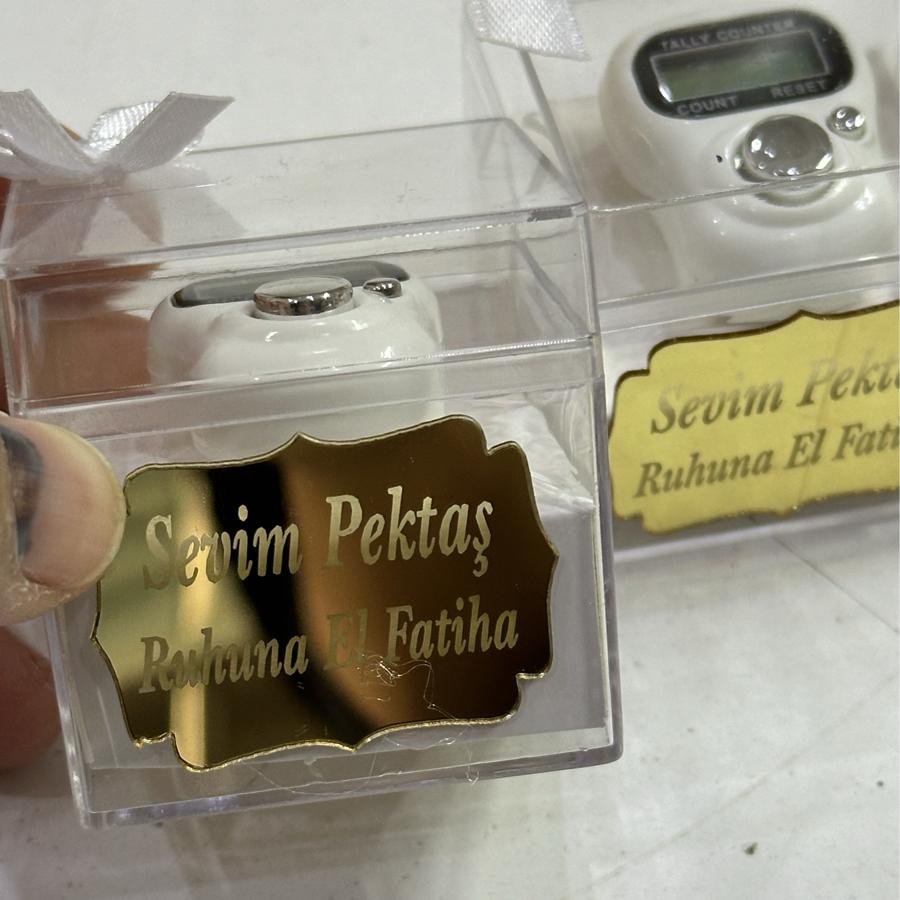 TALLY COUNTER
COUNT RESET
Sevim Pektaş
Ruhuna El Fatiha
Sevim Pekta
Ruhuna El Fati